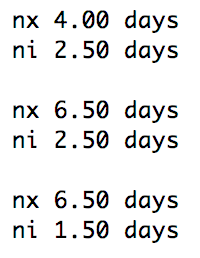 nx 4.00 days
ni 2.50 days

nx 6.50 days
ni 2.50 days

nx 6.50 days
ni 1.50 days